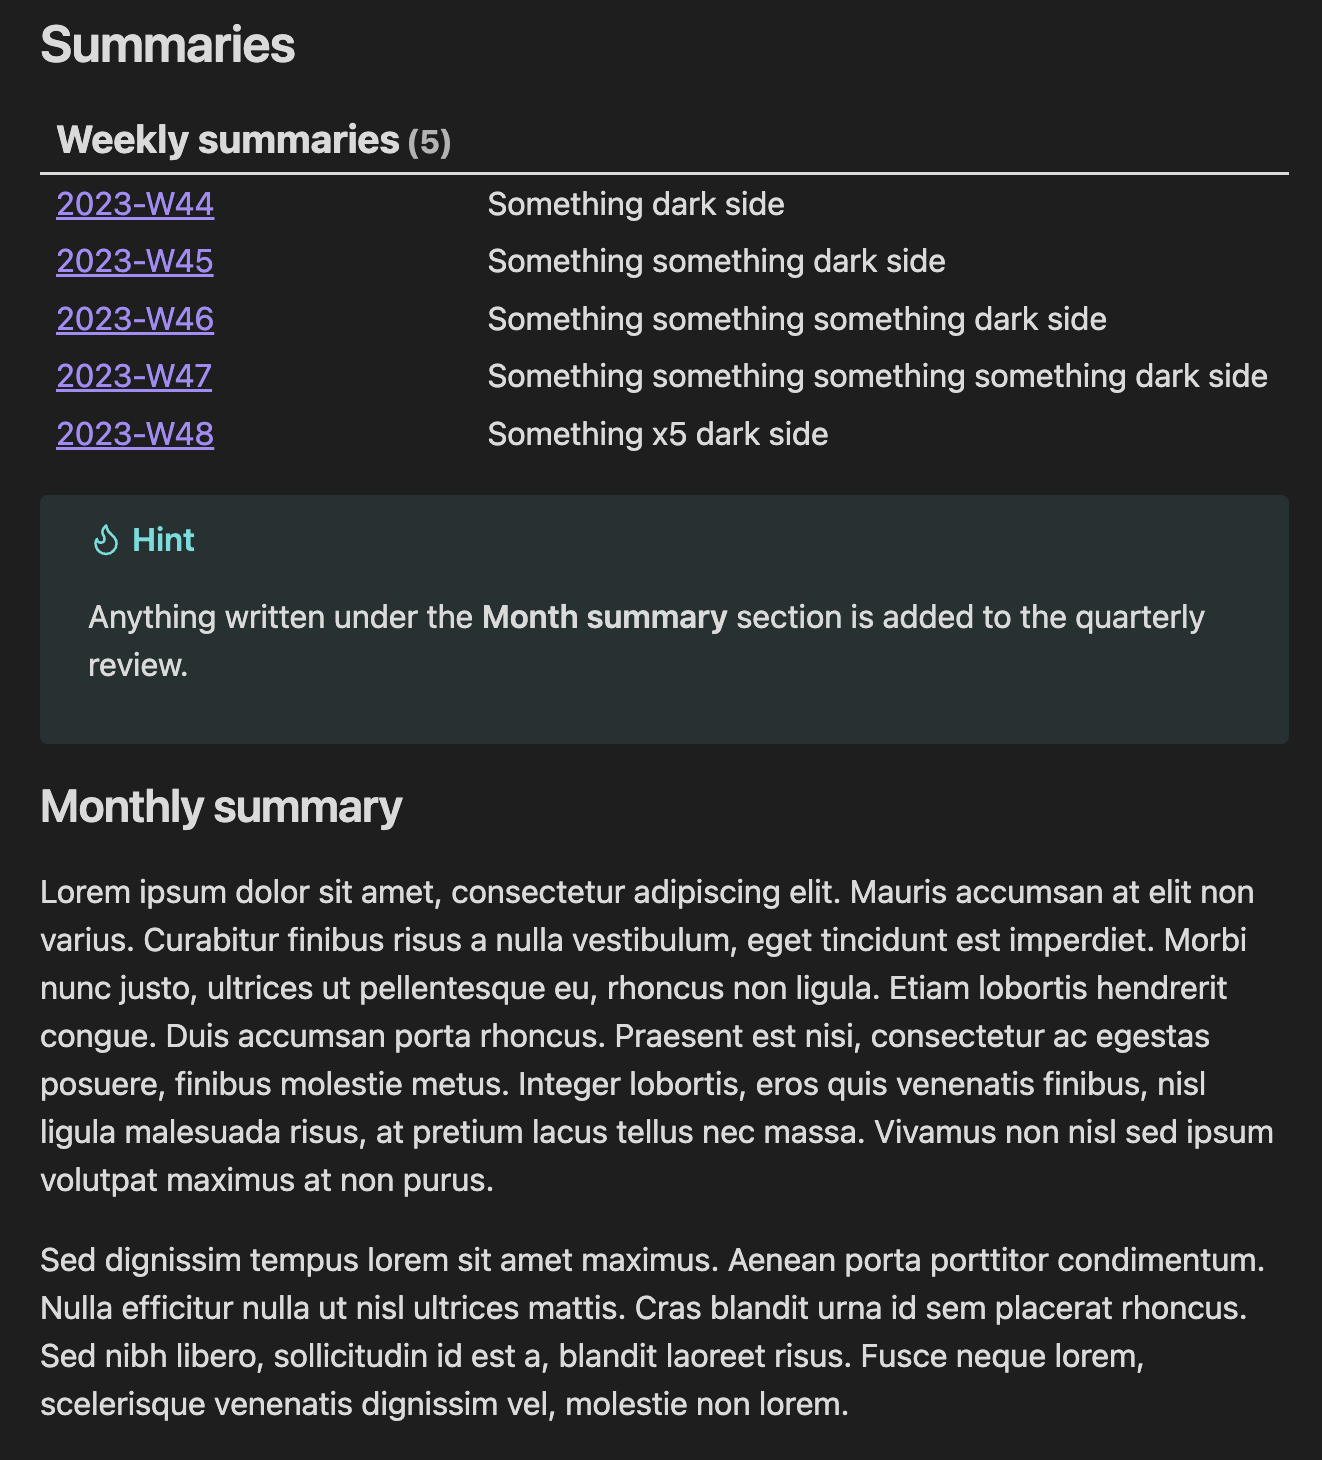 Summaries
Weekly summaries (5)
2023-W44 Something dark side
2023-W45 Something something dark side
2023-W46 Something something something dark side
2023-W47 Something something something something dark side
2023-W48 Something x5 dark side
Hint
Anything written under the Month summary section is added to the quarterly
review.
Monthly summary
Lorem ipsum dolor sit amet, consectetur adipiscing elit. Mauris accumsan at elit non
varius. Curabitur finibus risus a nulla vestibulum, eget tincidunt est imperdiet. Morbi
nunc justo, ultrices ut pellentesque eu, rhoncus non ligula. Etiam lobortis hendrerit
congue. Duis accumsan porta rhoncus. Praesent est nisi, consectetur ac egestas
posuere, finibus molestie metus. Integer lobortis, eros quis venenatis finibus, nisl
ligula malesuada risus, at pretium lacus tellus nec massa. Vivamus non nisl sed ipsum
volutpat maximus at non purus.
Sed dignissim tempus lorem sit amet maximus. Aenean porta porttitor condimentum.
Nulla efficitur nulla ut nisl ultrices mattis. Cras blandit urna id sem placerat rhoncus.
Sed nibh libero, sollicitudin id est a, blandit laoreet risus. Fusce neque lorem,
scelerisque venenatis dignissim vel, molestie non lorem.